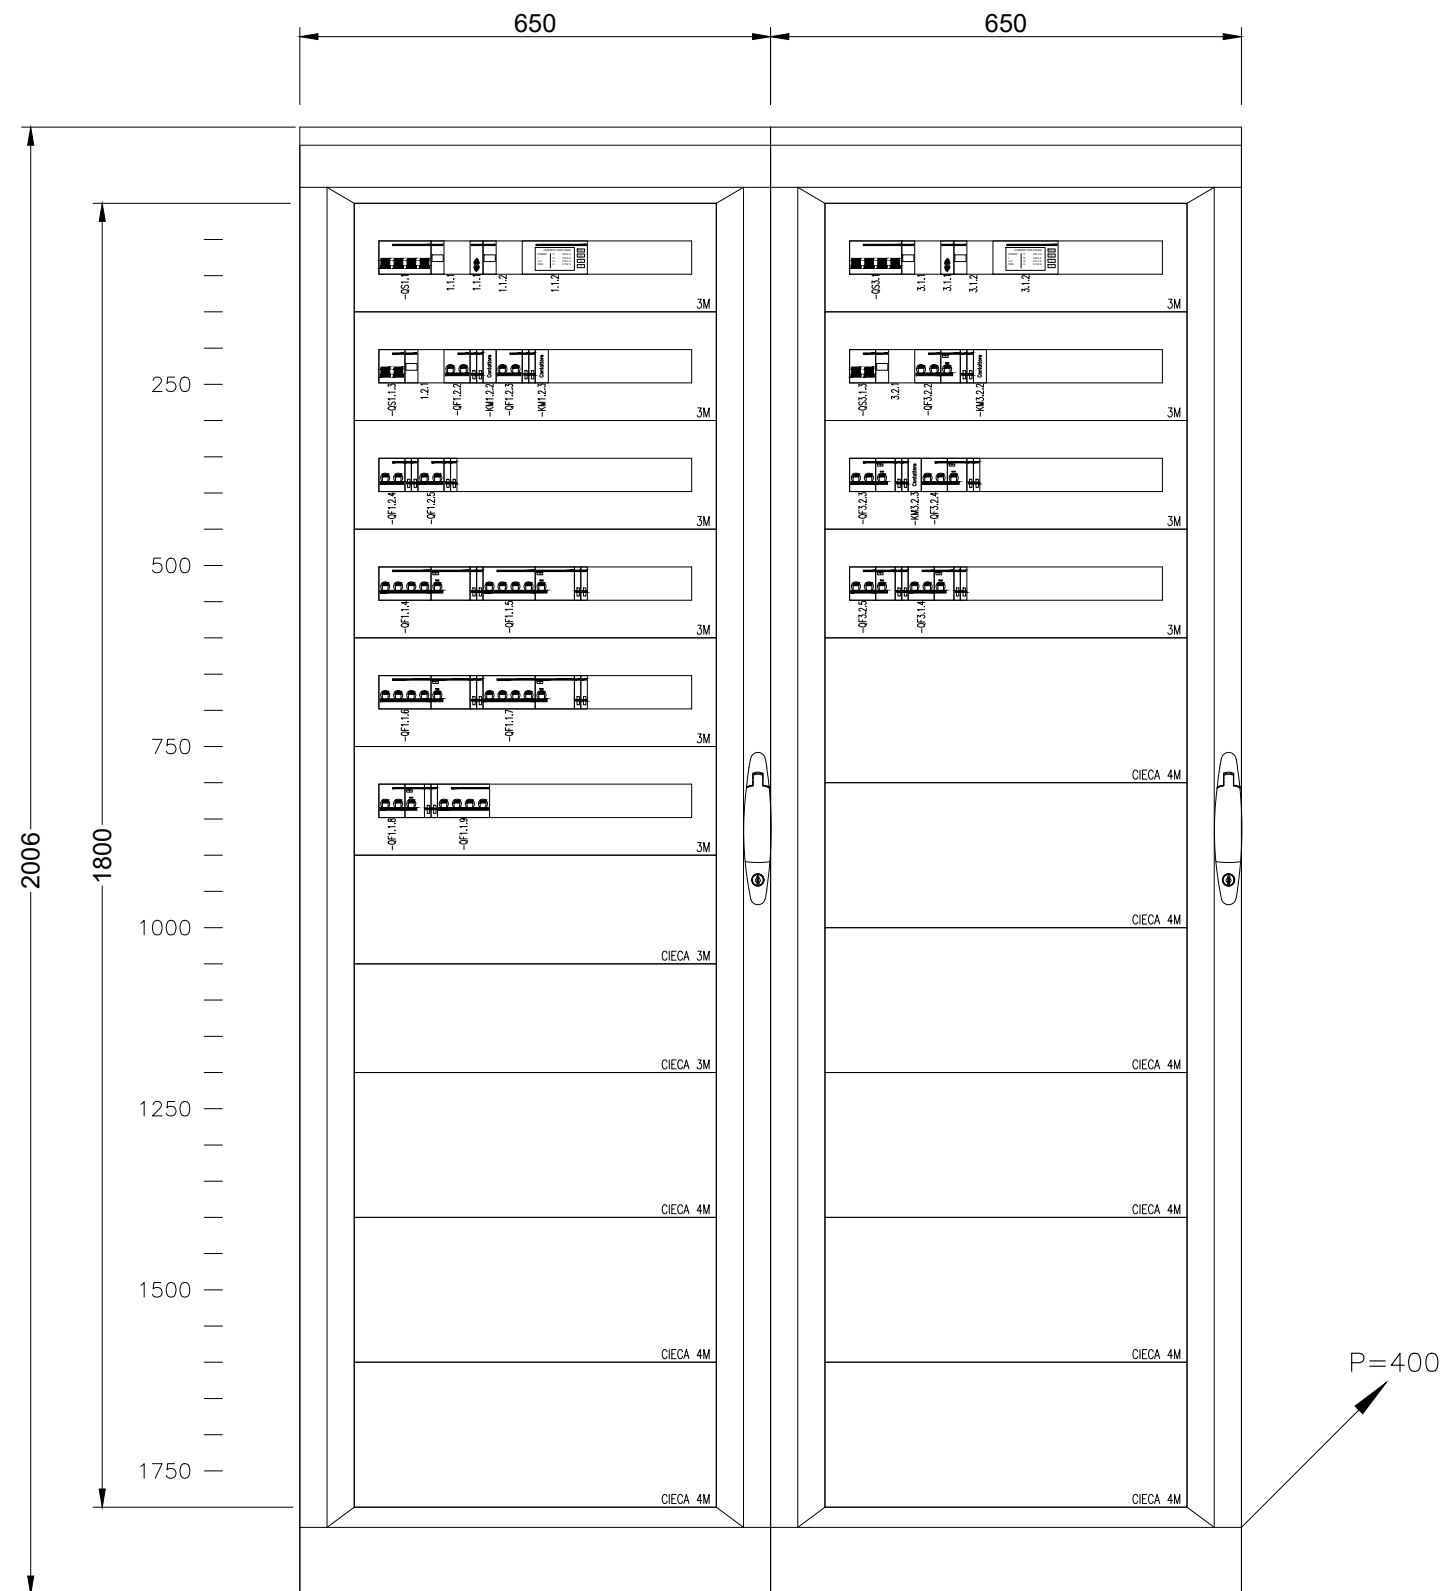 650 650
-QS1.1 1.1.1 1.1.1 1.1.2 1.1.2
-QS3.1 3.1.1 3.1.1 3.1.2 3.1.2
3M 3M
250
-QS1.1.3 1.2.1 -QF1.2.2 -KM1.2.2 -QF1.2.3 -KM1.2.3
Contattore Contattore
-QS3.1.3 3.2.1 -QF3.2.2 -KM3.2.2
Contattore
3M 3M
-QF1.2.4 -QF1.2.5
-QF3.2.3 -KM3.2.3 -QF3.2.4
Contattore
3M 3M
500
-QF1.1.4 -QF1.1.5
-QF3.2.5 -QF3.1.4
3M 3M
-QF1.1.6 -QF1.1.7
750
3M
CIECA 4M
-QF1.1.8 -QF1.1.9
3M
2006
1800
1000
CIECA 4M
CIECA 3M
CIECA 3M CIECA 4M
1250
CIECA 4M CIECA 4M
1500
CIECA 4M CIECA 4M
P=400
1750
CIECA 4M CIECA 4M